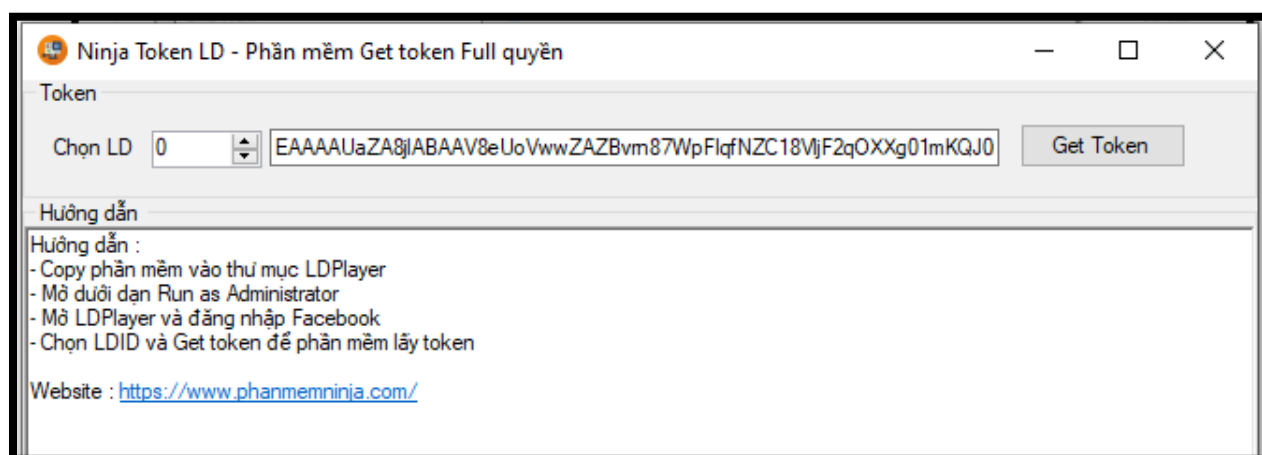 Ninja Token LD - Phần mềm Get token Full quyền
Token
Chọn LD 0 EAAAAUaZA8jlABAAV8eUoVwwZAZBvm87WpFlqfNZC18VljF2qOXXg01mKQJ0 Get Token
Hướng dẫn
Hướng dẫn :
- Copy phần mềm vào thư mục LDPlayer
- Mở dưới dạn Run as Administrator
- Mở LDPlayer và đăng nhập Facebook
- Chọn LDID và Get token để phần mềm lấy token
Website : https://www.phanmemninja.com/